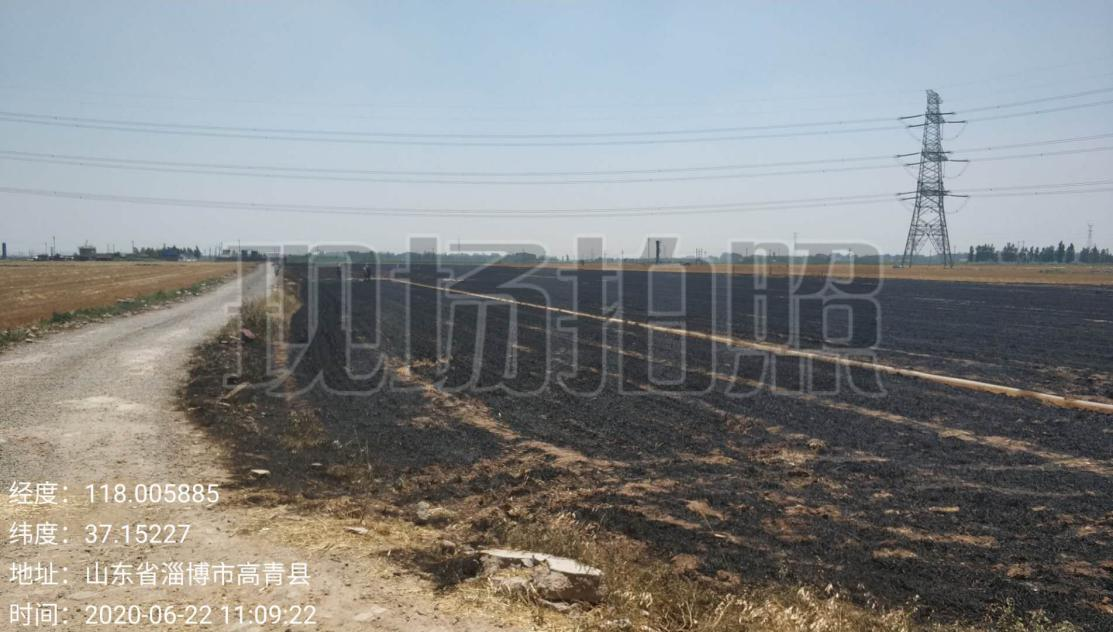 现场拍照
经度：118.005885
纬度：37.15227
地址：山东省淄博市高青县
时间：2020-06-22 11:09:22